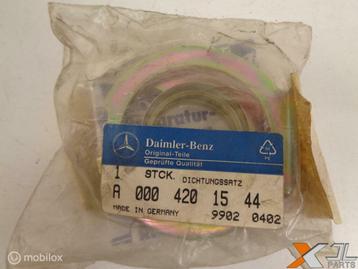 Daimler-Benz
Original-Teile
Geprüfte Qualität
1 STCK. DICHTUNGSSATZ
A 000 420 15 44
MADE IN GERMANY 9902 0402
mobilox
XJL
PARTS